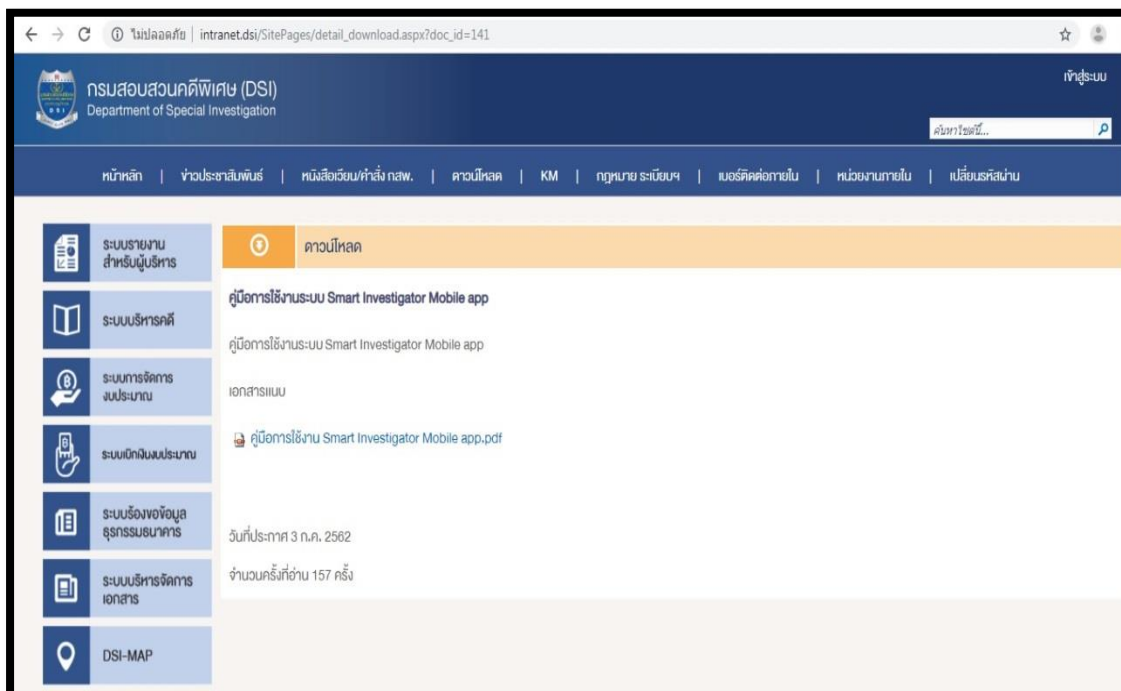 ไม่ปลอดภัย | intranet.dsi/SitePages/detail_download.aspx?doc_id=141
กรมสอบสวนคดีพิเศษ (DSI)
Department of Special Investigation
เข้าสู่ระบบ
ค้นหาไซต์นี้...
หน้าหลัก | ข่าวประชาสัมพันธ์ | หนังสือเวียน/คำสั่ง กสพ. | ดาวน์โหลด | KM | กฎหมาย ระเบียบฯ | เบอร์ติดต่อภายใน | หน่วยงานภายใน | เปลี่ยนรหัสผ่าน
ระบบรายงาน
สำหรับผู้บริหาร
ระบบบริหารคดี
ระบบการจัดการ
งบประมาณ
ระบบเบิกเงินงบประมาณ
ระบบร้องขอข้อมูล
ธุรกรรมธนาคาร
ระบบบริหารจัดการ
เอกสาร
DSI-MAP
ดาวน์โหลด
คู่มือการใช้งานระบบ Smart Investigator Mobile app
คู่มือการใช้งานระบบ Smart Investigator Mobile app
เอกสารแนบ
คู่มือการใช้งาน Smart Investigator Mobile app.pdf
วันที่ประกาศ 3 ก.ค. 2562
จำนวนครั้งที่อ่าน 157 ครั้ง